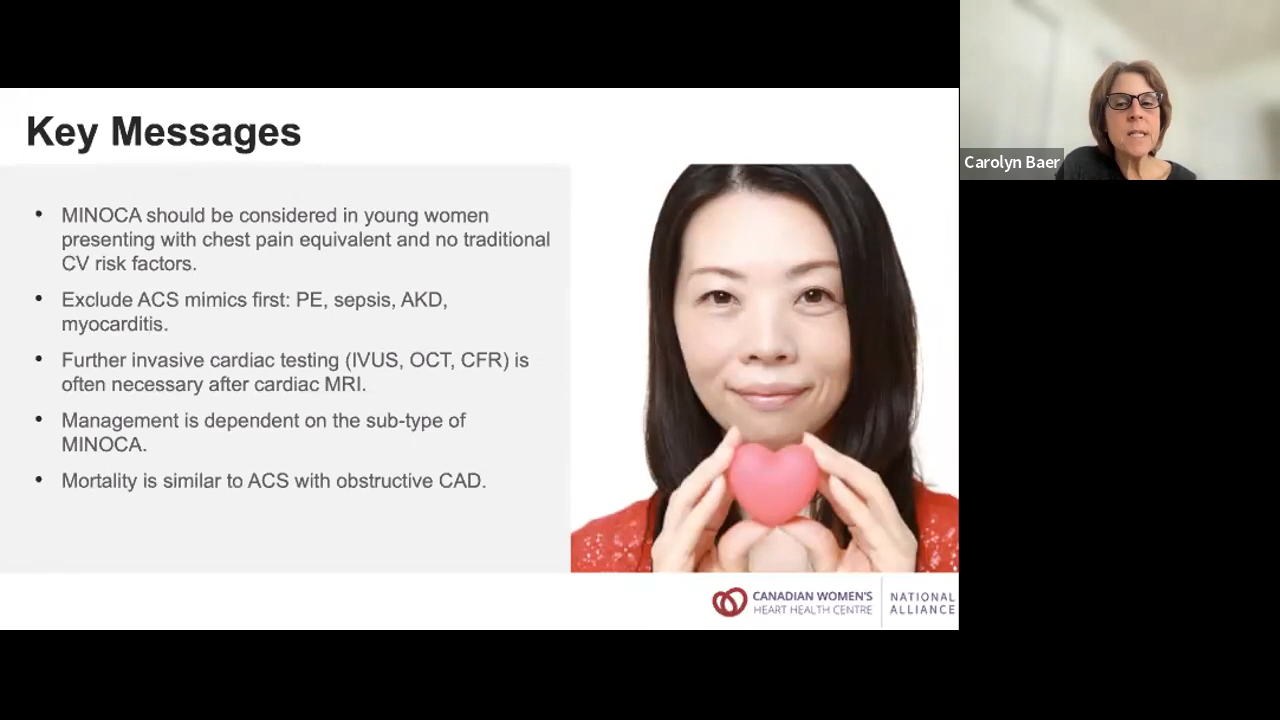 Key Messages
• MINOCA should be considered in young women
presenting with chest pain equivalent and no traditional
CV risk factors.
• Exclude ACS mimics first: PE, sepsis, AKD,
myocarditis.
• Further invasive cardiac testing (IVUS, OCT, CFR) is
often necessary after cardiac MRI.
• Management is dependent on the sub-type of
MINOCA.
• Mortality is similar to ACS with obstructive CAD.
CANADIAN WOMEN'S
HEART HEALTH CENTRE
NATIONAL
ALLIANCE
Carolyn Baer